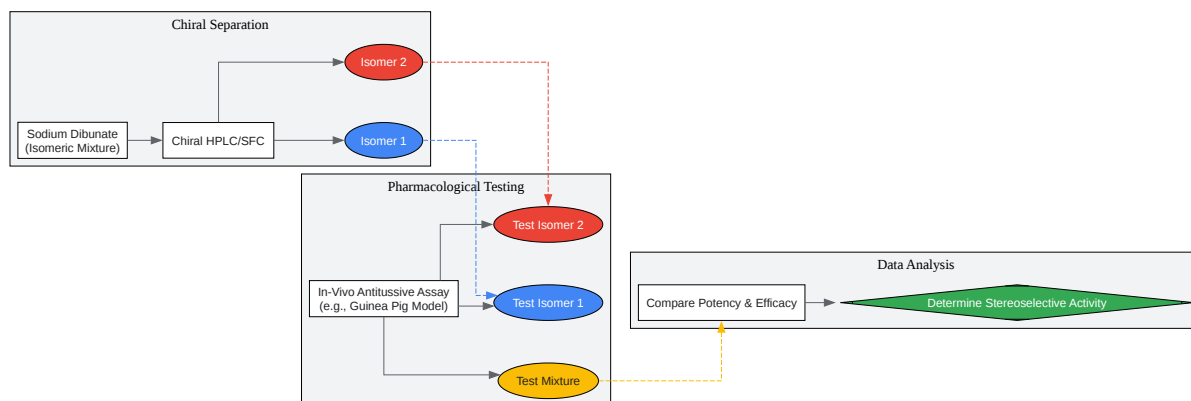 Chiral Separation
Isomer 2
Sodium Dibunate
(Isomeric Mixture)
Chiral HPLC/SFC
Isomer 1
Pharmacological Testing
Test Isomer 2
In-Vivo Antitussive Assay
(e.g., Guinea Pig Model)
Test Isomer 1
Test Mixture
Data Analysis
Compare Potency & Efficacy
Determine Stereoselective Activity